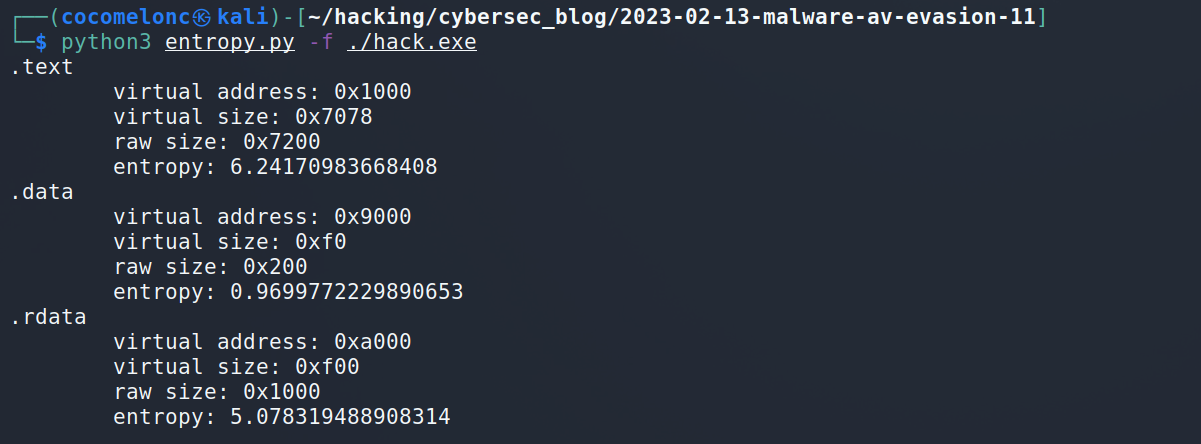 ┌──(cocomelonc㉿kali)-[~/hacking/cybersec_blog/2023-02-13-malware-av-evasion-11]
└─$ python3 entropy.py -f ./hack.exe
.text
        virtual address: 0x1000
        virtual size: 0x7078
        raw size: 0x7200
        entropy: 6.24170983668408
.data
        virtual address: 0x9000
        virtual size: 0xf0
        raw size: 0x200
        entropy: 0.9699772229890653
.rdata
        virtual address: 0xa000
        virtual size: 0xf00
        raw size: 0x1000
        entropy: 5.078319488908314